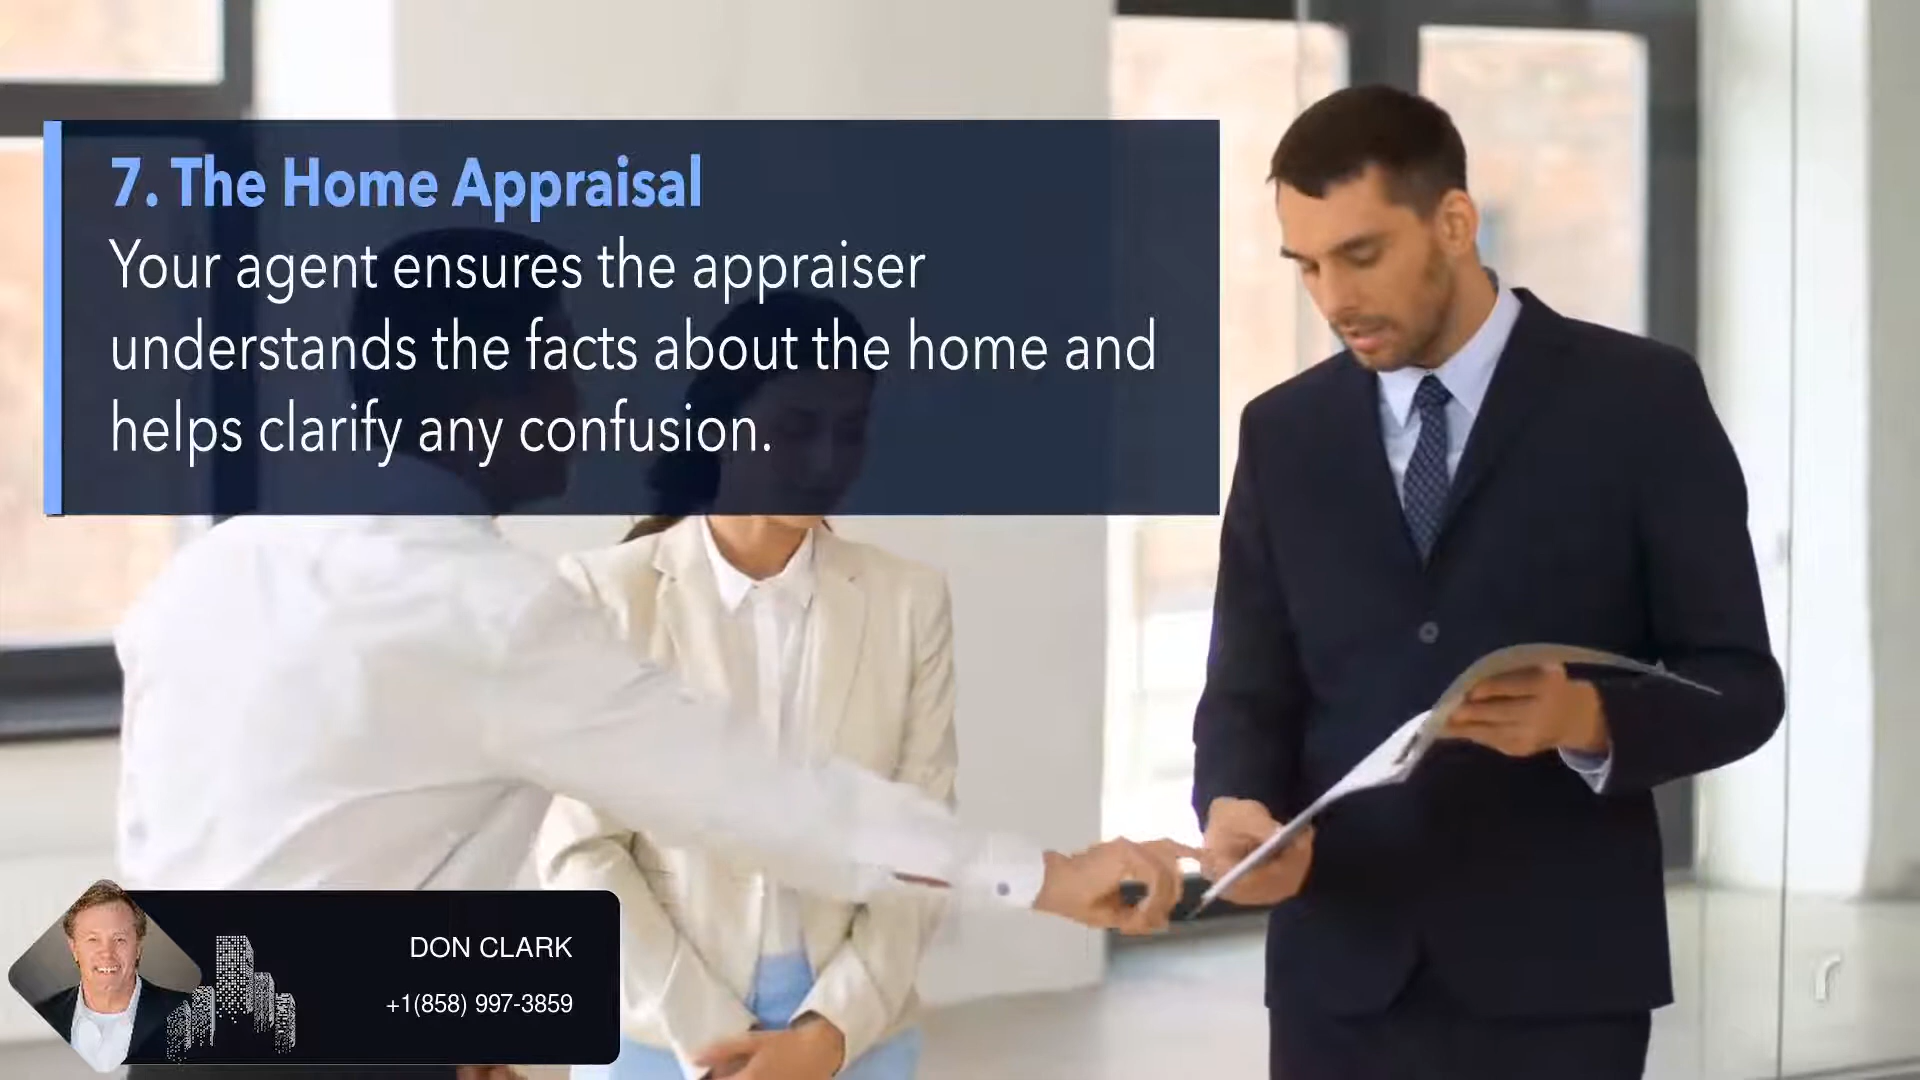 7. The Home Appraisal
Your agent ensures the appraiser
understands the facts about the home and
helps clarify any confusion.
DON CLARK
+1(858) 997-3859
r